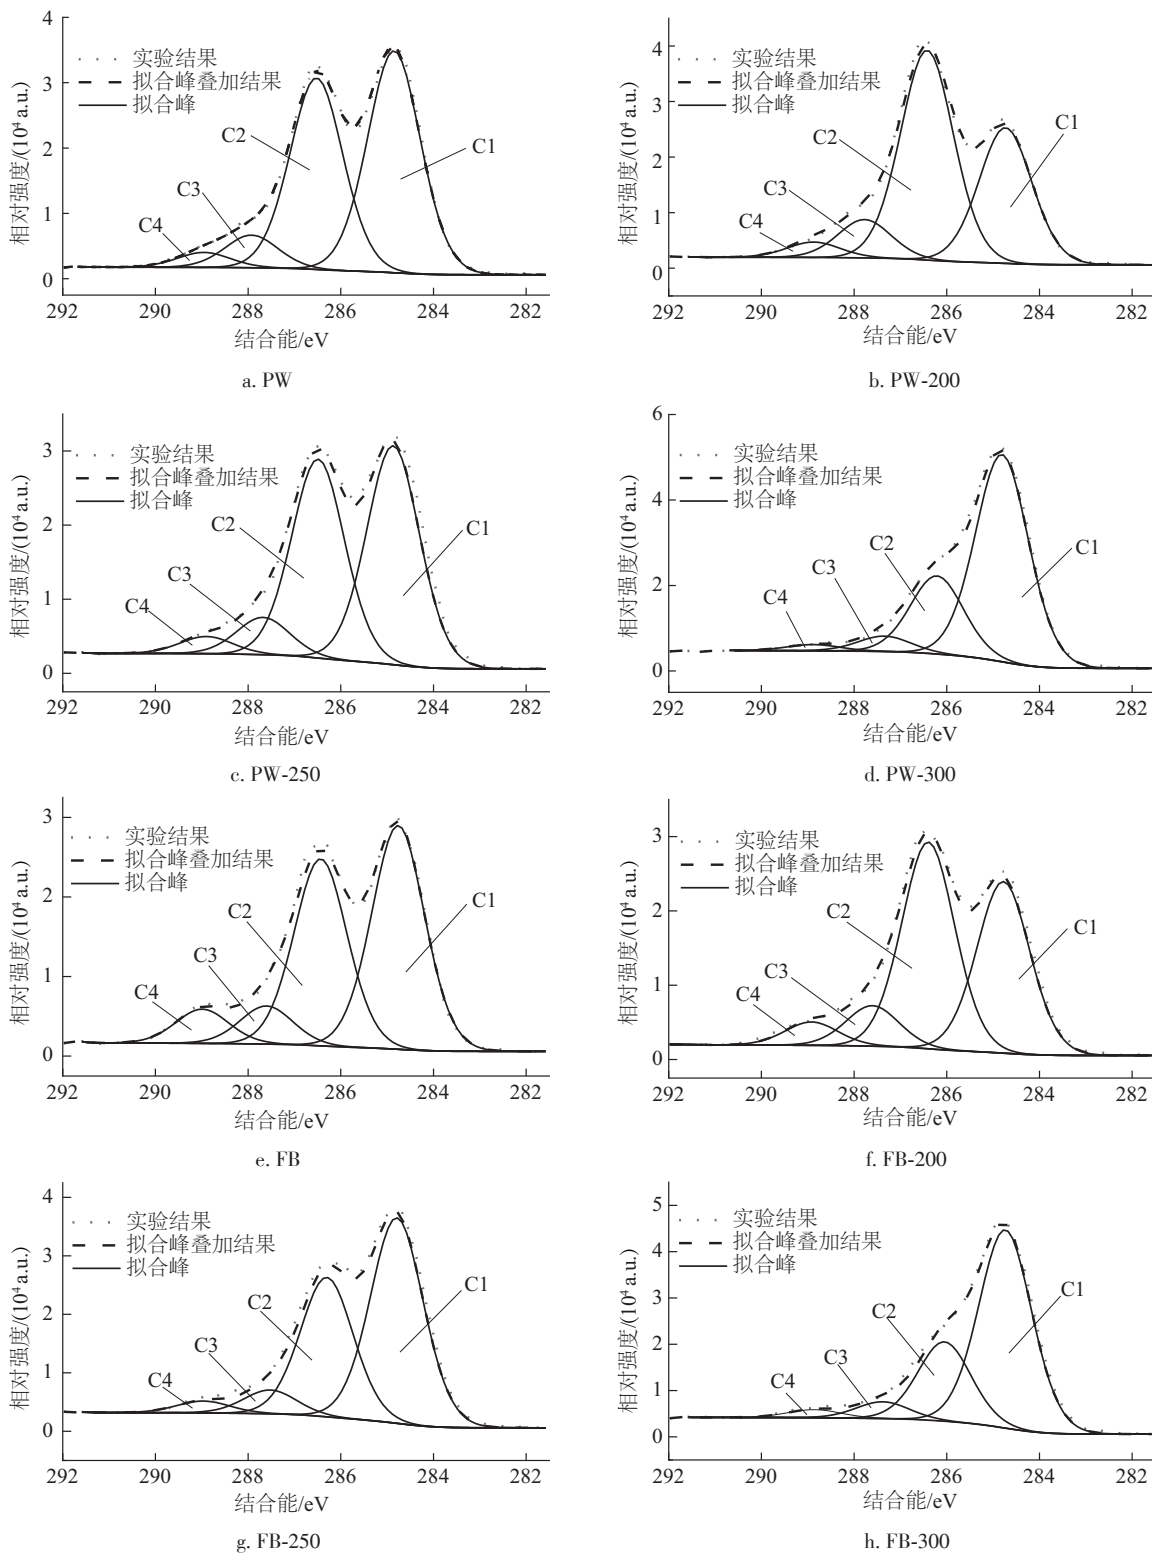 4
3
2
1
0
相对强度/(10⁴ a.u.)
实验结果
拟合峰叠加结果
拟合峰
C2
C1
C3
C4
292 290 288 286 284 282
结合能/eV
a. PW
4
3
2
1
0
相对强度/(10⁴ a.u.)
实验结果
拟合峰叠加结果
拟合峰
C1
C2
C3
C4
292 290 288 286 284 282
结合能/eV
b. PW-200
3
2
1
0
相对强度/(10⁴ a.u.)
实验结果
拟合峰叠加结果
拟合峰
C2
C1
C3
C4
292 290 288 286 284 282
结合能/eV
c. PW-250
6
4
2
0
相对强度/(10⁴ a.u.)
实验结果
拟合峰叠加结果
拟合峰
C2
C1
C3
C4
292 290 288 286 284 282
结合能/eV
d. PW-300
3
2
1
0
相对强度/(10⁴ a.u.)
实验结果
拟合峰叠加结果
拟合峰
C2
C1
C3
C4
292 290 288 286 284 282
结合能/eV
e. FB
3
2
1
0
相对强度/(10⁴ a.u.)
实验结果
拟合峰叠加结果
拟合峰
C2
C1
C3
C4
292 290 288 286 284 282
结合能/eV
f. FB-200
4
3
2
1
0
相对强度/(10⁴ a.u.)
实验结果
拟合峰叠加结果
拟合峰
C1
C2
C3
C4
292 290 288 286 284 282
结合能/eV
g. FB-250
5
4
3
2
1
0
相对强度/(10⁴ a.u.)
实验结果
拟合峰叠加结果
拟合峰
C1
C2
C3
C4
292 290 288 286 284 282
结合能/eV
h. FB-300